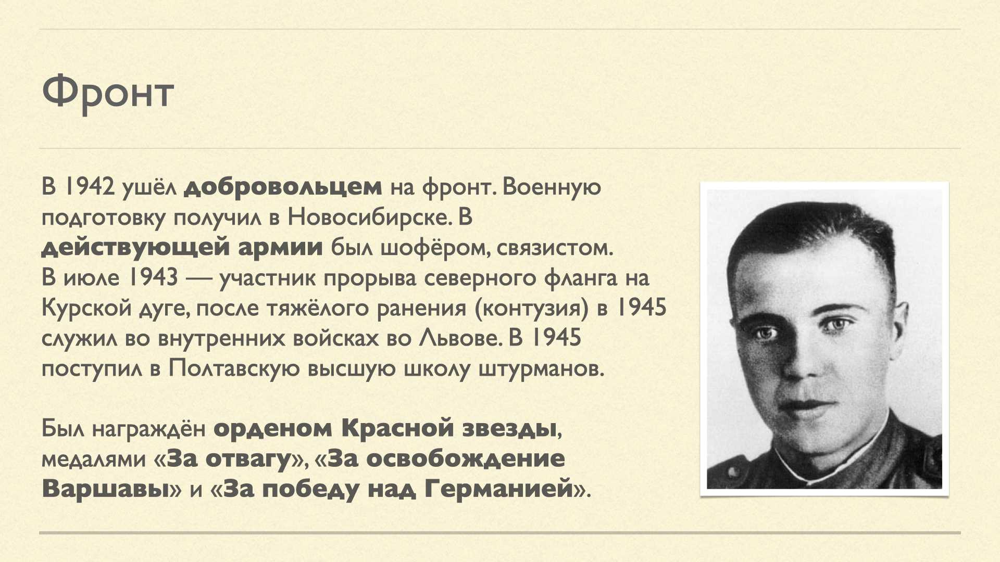 Фронт
В 1942 ушёл добровольцем на фронт. Военную
подготовку получил в Новосибирске. В
действующей армии был шофёром, связистом.
В июле 1943 — участник прорыва северного фланга на
Курской дуге, после тяжёлого ранения (контузия) в 1945
служил во внутренних войсках во Львове. В 1945
поступил в Полтавскую высшую школу штурманов.
Был награждён орденом Красной звезды,
медалями «За отвагу», «За освобождение
Варшавы» и «За победу над Германией».